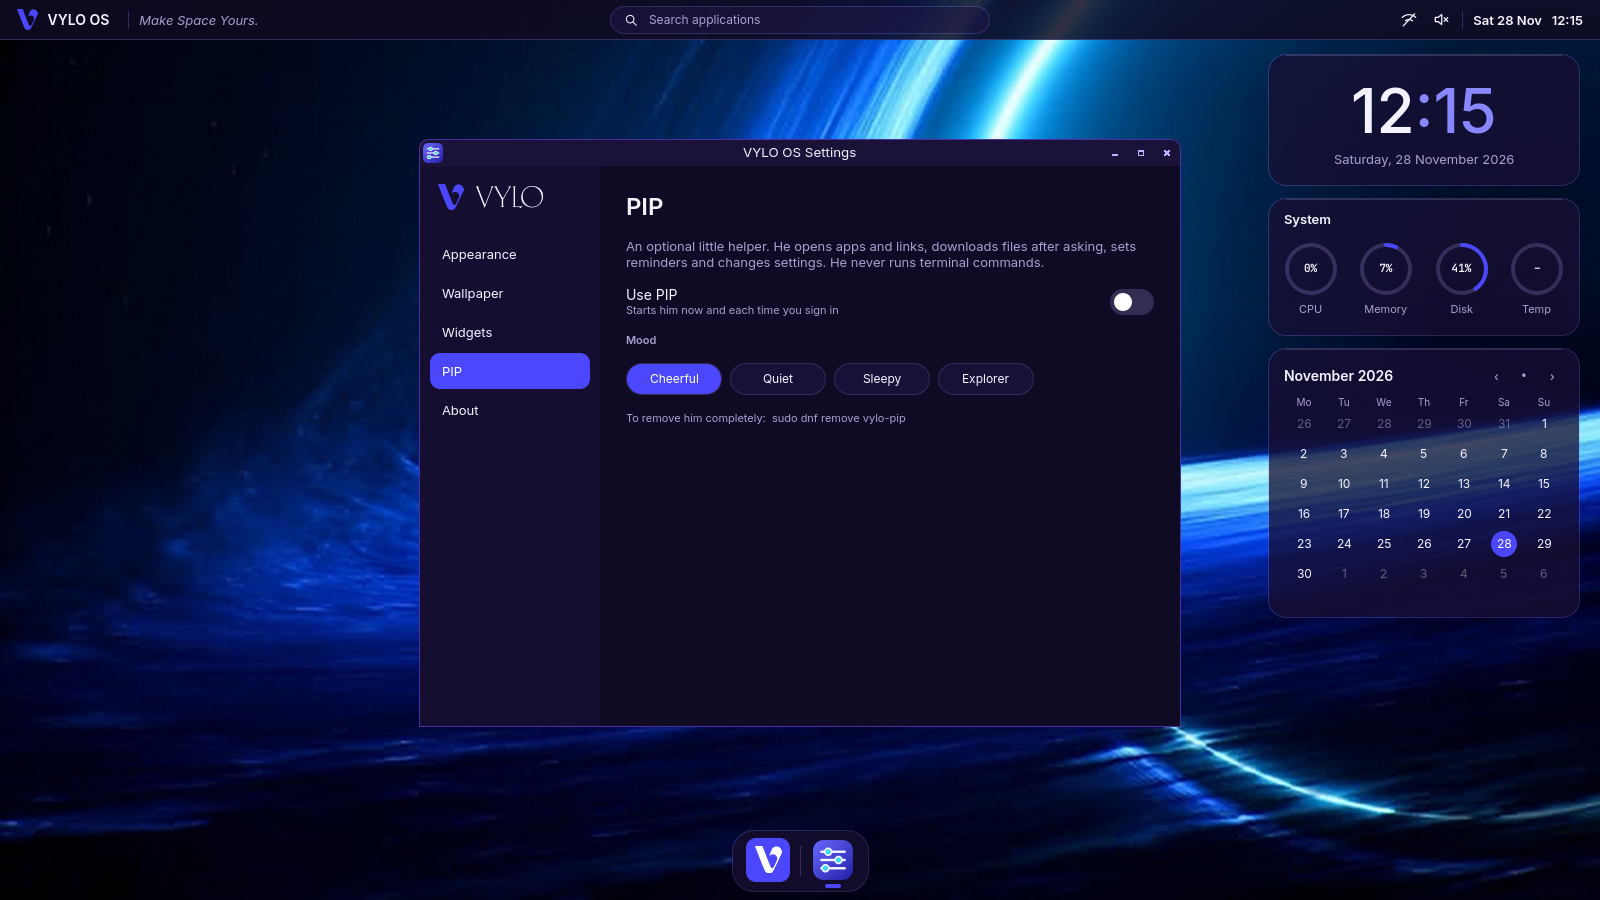 VYLO OS
Make Space Yours.
Search applications
Sat 28 Nov 12:15
12:15
Saturday, 28 November 2026
System
0% 7% 41% –
CPU Memory Disk Temp
November 2026 ‹ • ›
Mo Tu We Th Fr Sa Su
26 27 28 29 30 31 1
2 3 4 5 6 7 8
9 10 11 12 13 14 15
16 17 18 19 20 21 22
23 24 25 26 27 28 29
30 1 2 3 4 5 6
VYLO OS Settings
VYLO
Appearance
Wallpaper
Widgets
PIP
About
PIP
An optional little helper. He opens apps and links, downloads files after asking, sets
reminders and changes settings. He never runs terminal commands.
Use PIP
Starts him now and each time you sign in
Mood
Cheerful Quiet Sleepy Explorer
To remove him completely: sudo dnf remove vylo-pip